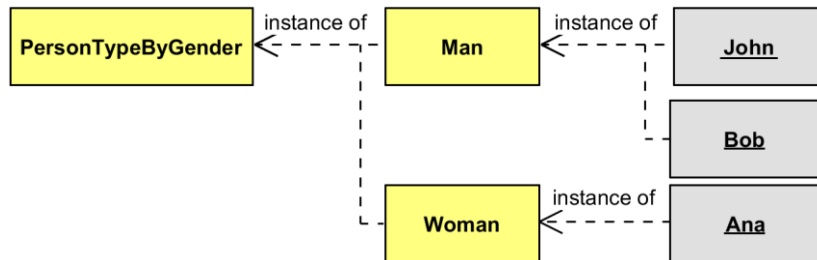 instance of
instance of
PersonTypeByGender
Man
John
Bob
instance of
Woman
Ana